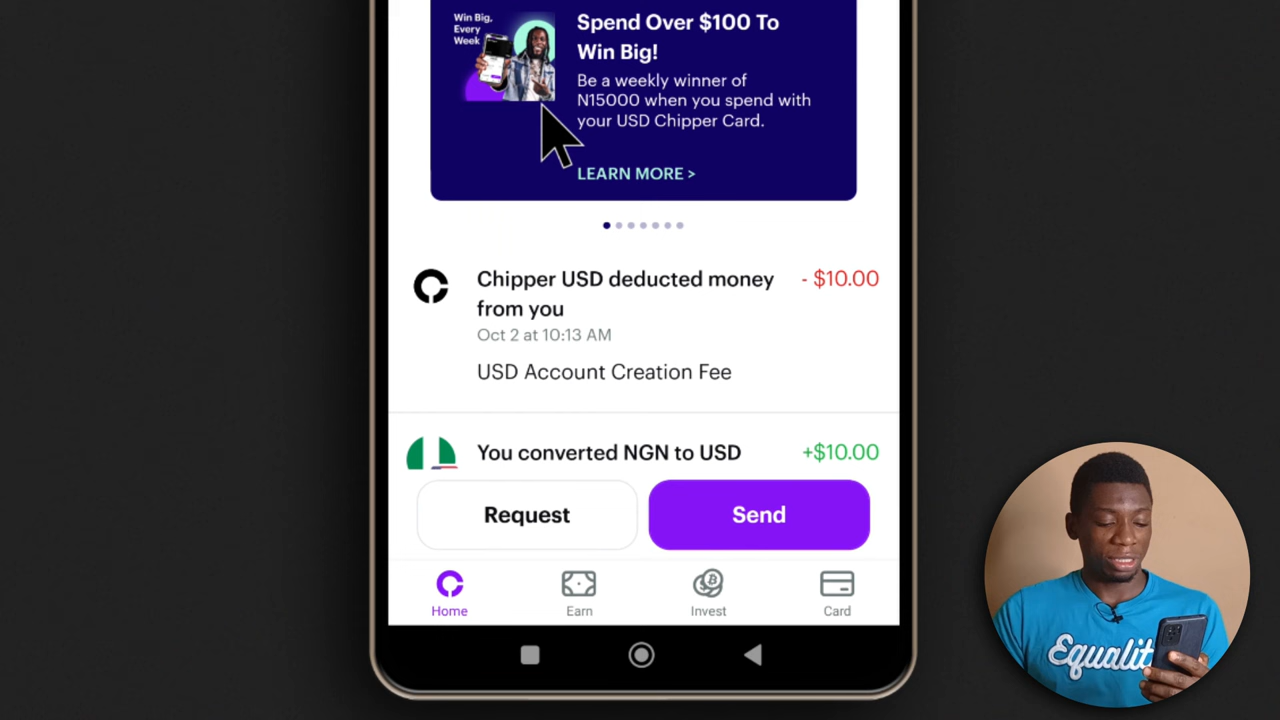 Win Big,
Every
Week
Spend Over $100 To
Win Big!
Be a weekly winner of
N15000 when you spend with
your USD Chipper Card.
LEARN MORE >
Chipper USD deducted money
from you
- $10.00
Oct 2 at 10:13 AM
USD Account Creation Fee
You converted NGN to USD
+$10.00
Request
Send
Home
Earn
Invest
Card
Equalit